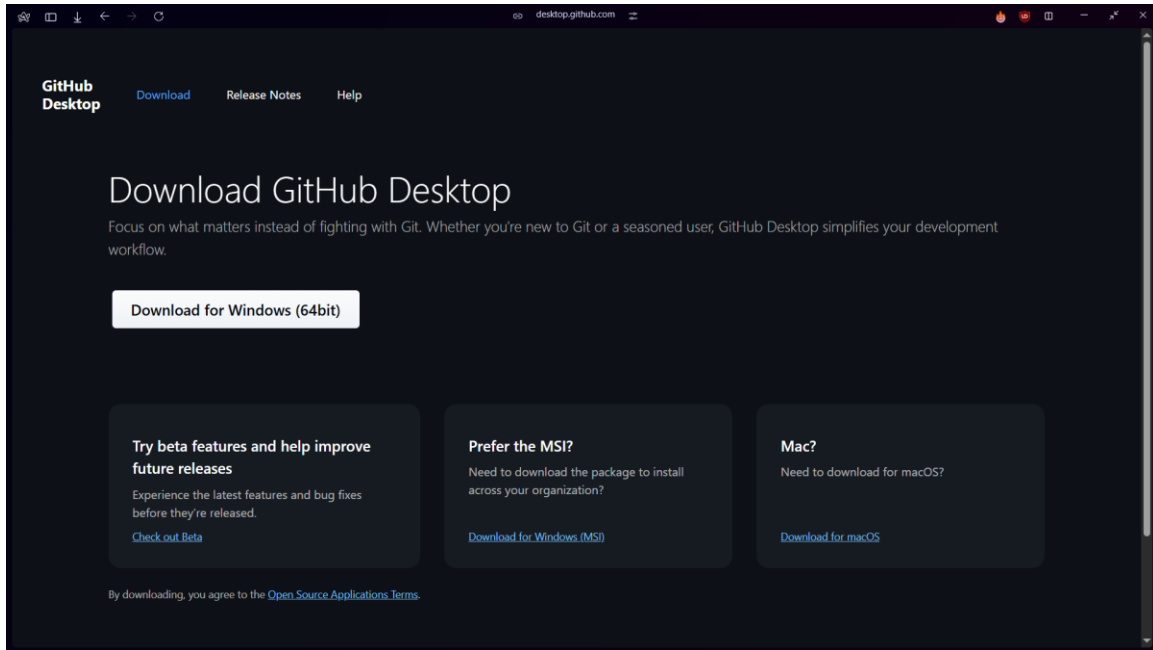 desktop.github.com
GitHub
Desktop
Download
Release Notes
Help
Download GitHub Desktop
Focus on what matters instead of fighting with Git. Whether you're new to Git or a seasoned user, GitHub Desktop simplifies your development
workflow.
Download for Windows (64bit)
Try beta features and help improve
future releases
Experience the latest features and bug fixes
before they're released.
Check out Beta
Prefer the MSI?
Need to download the package to install
across your organization?
Download for Windows (MSI)
Mac?
Need to download for macOS?
Download for macOS
By downloading, you agree to the Open Source Applications Terms.